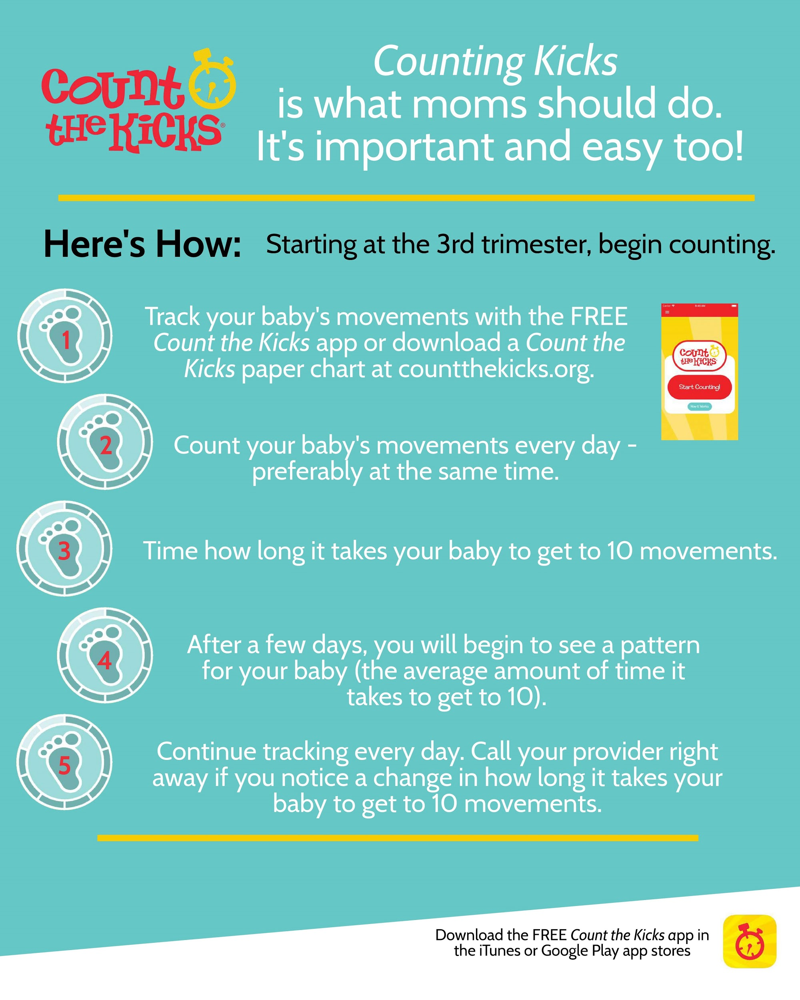 Count
the Kicks®
Counting Kicks
is what moms should do.
It's important and easy too!
Here's How: Starting at the 3rd trimester, begin counting.
1
Track your baby's movements with the FREE
Count the Kicks app or download a Count the
Kicks paper chart at countthekicks.org.
Carrier 8:40 AM
Count
the Kicks
Start Counting!
How It Works
2
Count your baby's movements every day -
preferably at the same time.
3
Time how long it takes your baby to get to 10 movements.
4
After a few days, you will begin to see a pattern
for your baby (the average amount of time it
takes to get to 10).
5
Continue tracking every day. Call your provider right
away if you notice a change in how long it takes your
baby to get to 10 movements.
Download the FREE Count the Kicks app in
the iTunes or Google Play app stores